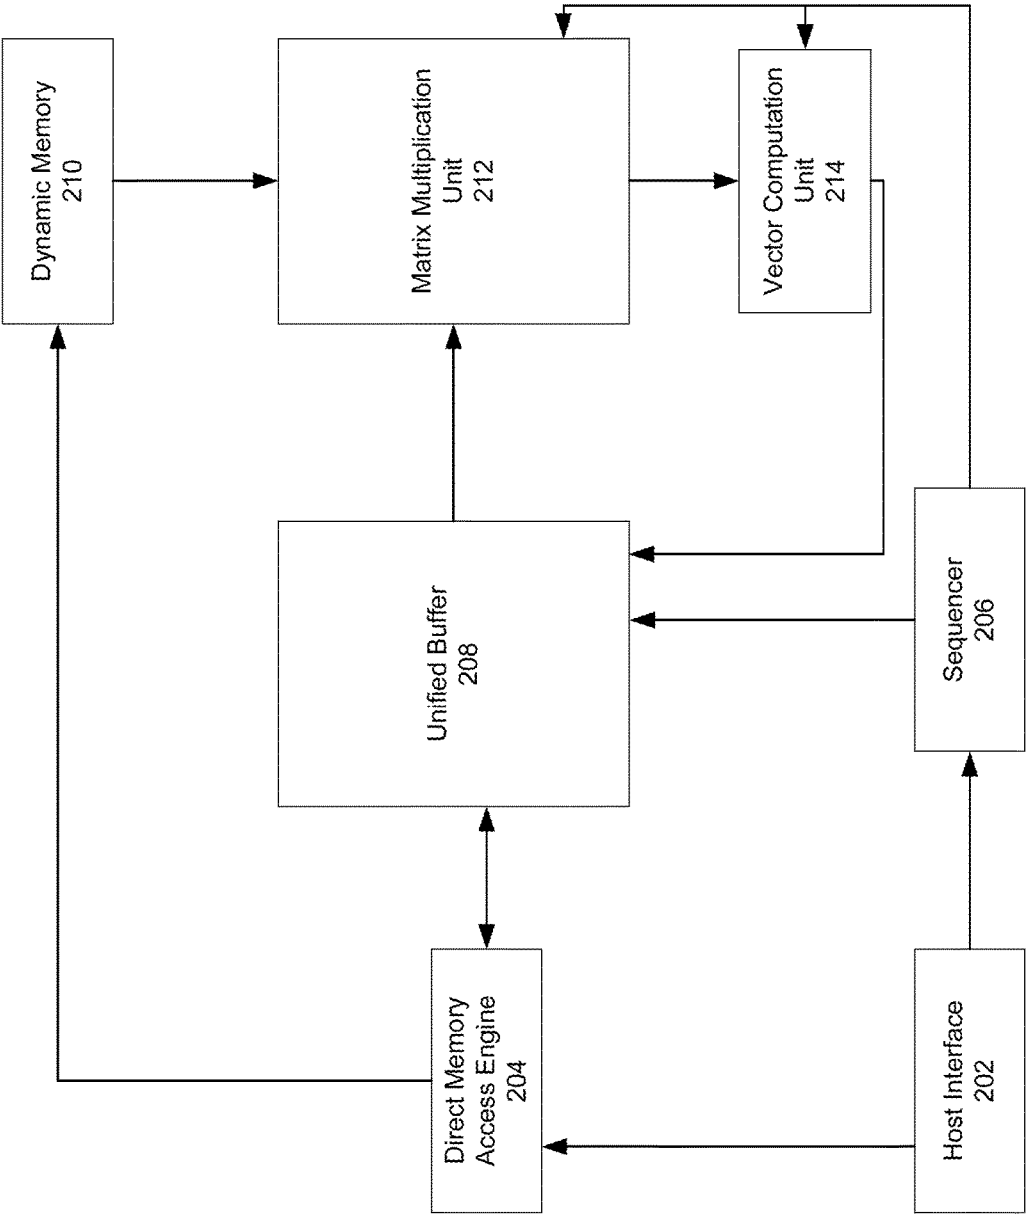 Dynamic Memory
210
Matrix Multiplication
Unit
212
Vector Computation
Unit
214
Unified Buffer
208
Sequencer
206
Direct Memory
Access Engine
204
Host Interface
202